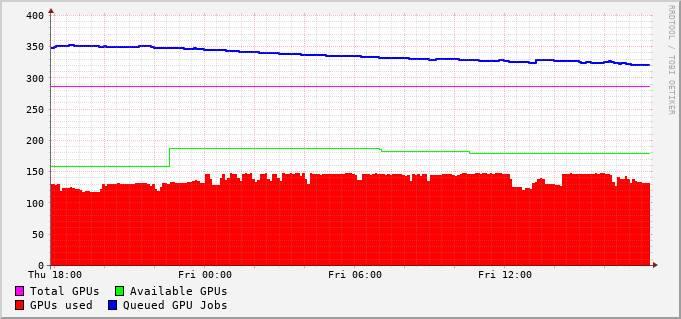 400
350
300
250
200
150
100
50
0
Thu 18:00 Fri 00:00 Fri 06:00 Fri 12:00
Total GPUs Available GPUs
GPUs used Queued GPU Jobs
RRDTOOL / TOBI OETIKER